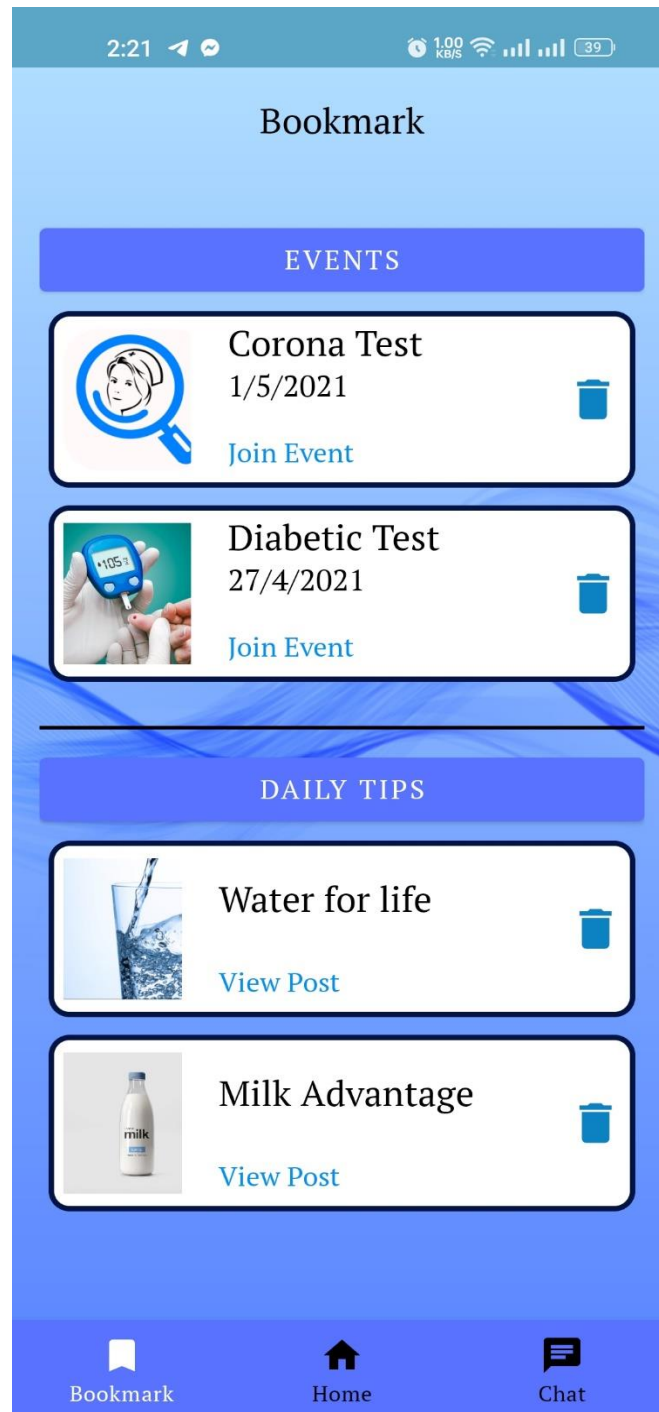 2:21
1.00
KB/S
39
Bookmark
EVENTS
Corona Test
1/5/2021
Join Event
105
Diabetic Test
27/4/2021
Join Event
DAILY TIPS
Water for life
View Post
milk
Milk Advantage
View Post
Bookmark
Home
Chat